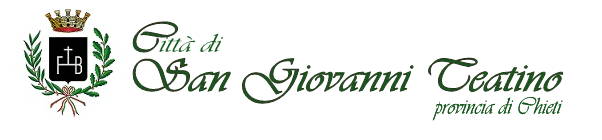 Città di
San Giovanni Teatino
provincia di Chieti
F B